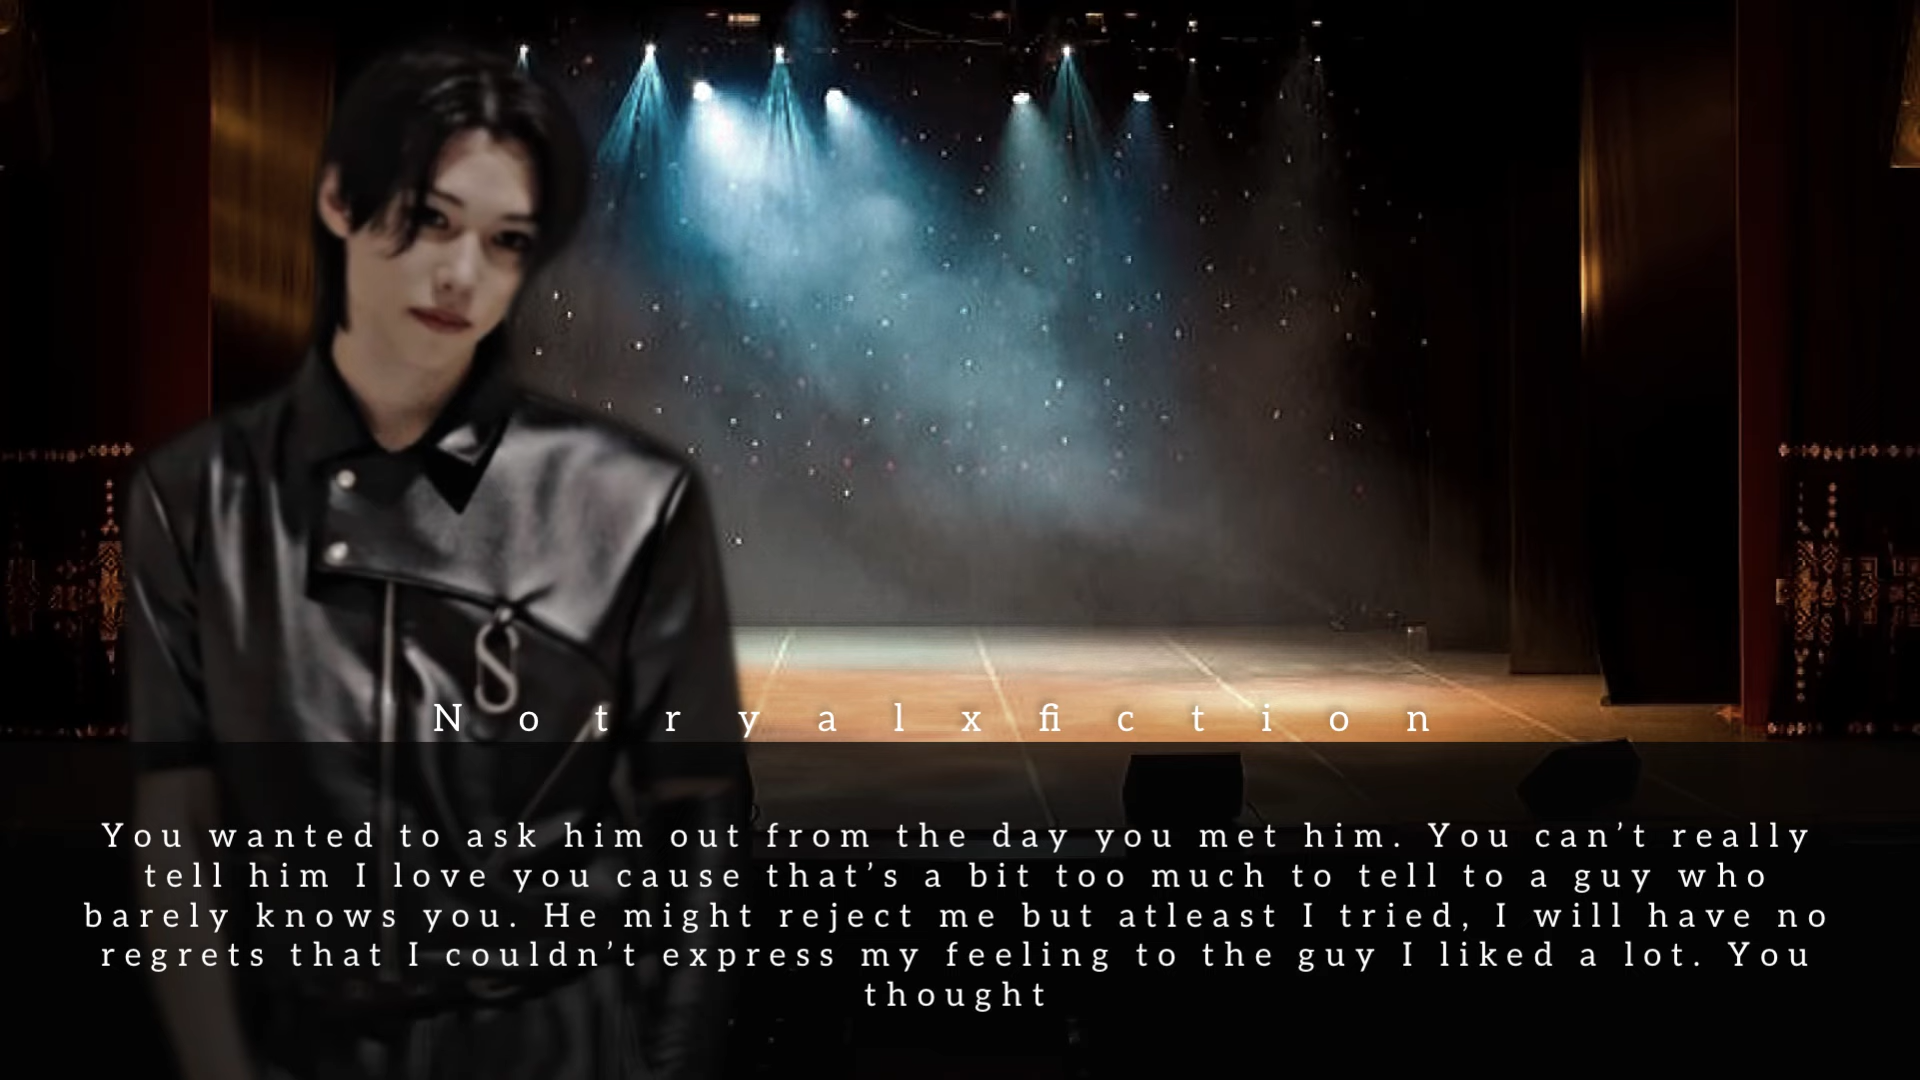 Notryalxfiction
You wanted to ask him out from the day you met him. You can’t really
tell him I love you cause that’s a bit too much to tell to a guy who
barely knows you. He might reject me but atleast I tried, I will have no
regrets that I couldn’t express my feeling to the guy I liked a lot. You
thought